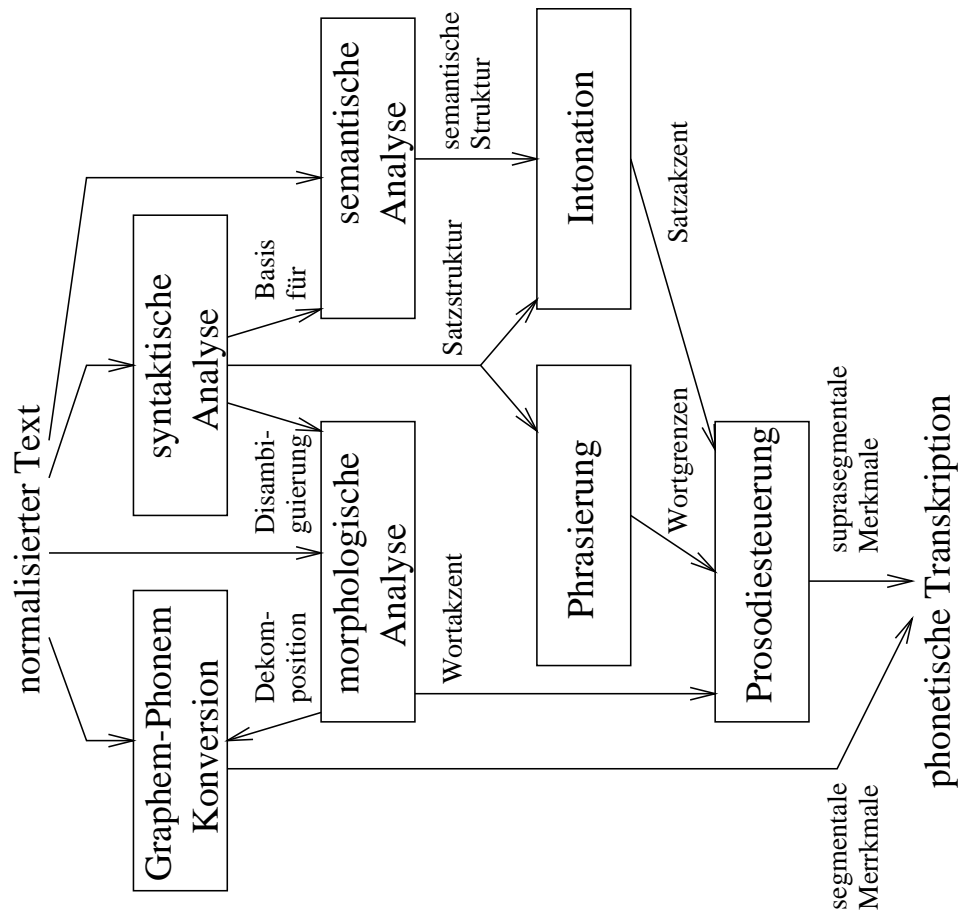 normalisierter Text
Graphem-Phonem
Konversion
syntaktische
Analyse
Dekom-
position
Disambi-
guierung
Basis
für
morphologische
Analyse
semantische
Analyse
Wortakzent
Satzstruktur
semantische
Struktur
Phrasierung
Intonation
Wortgrenzen
Satzakzent
Prosodiesteuerung
segmentale
Merrkmale
suprasegmentale
Merkmale
phonetische Transkription